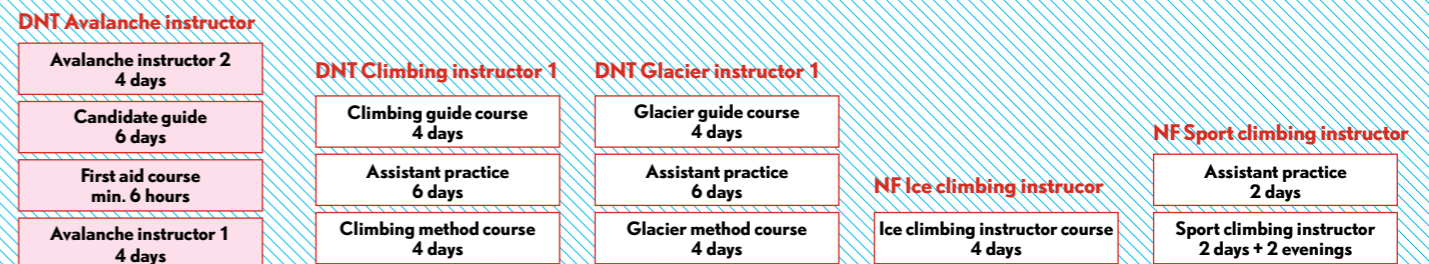 DNT Avalanche instructor
Avalanche instructor 2
4 days
Candidate guide
6 days
First aid course
min. 6 hours
Avalanche instructor 1
4 days
DNT Climbing instructor 1
Climbing guide course
4 days
Assistant practice
6 days
Climbing method course
4 days
DNT Glacier instructor 1
Glacier guide course
4 days
Assistant practice
6 days
Glacier method course
4 days
NF Ice climbing instrucor
Ice climbing instructor course
4 days
NF Sport climbing instructor
Assistant practice
2 days
Sport climbing instructor
2 days + 2 evenings